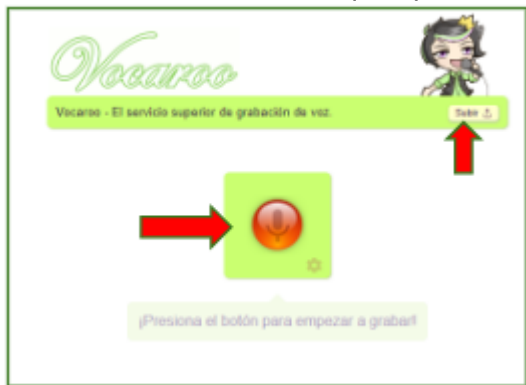 Vocaroo
Vocaroo - El servicio superior de grabación de voz.
Subir
¡Presiona el botón para empezar a grabar!